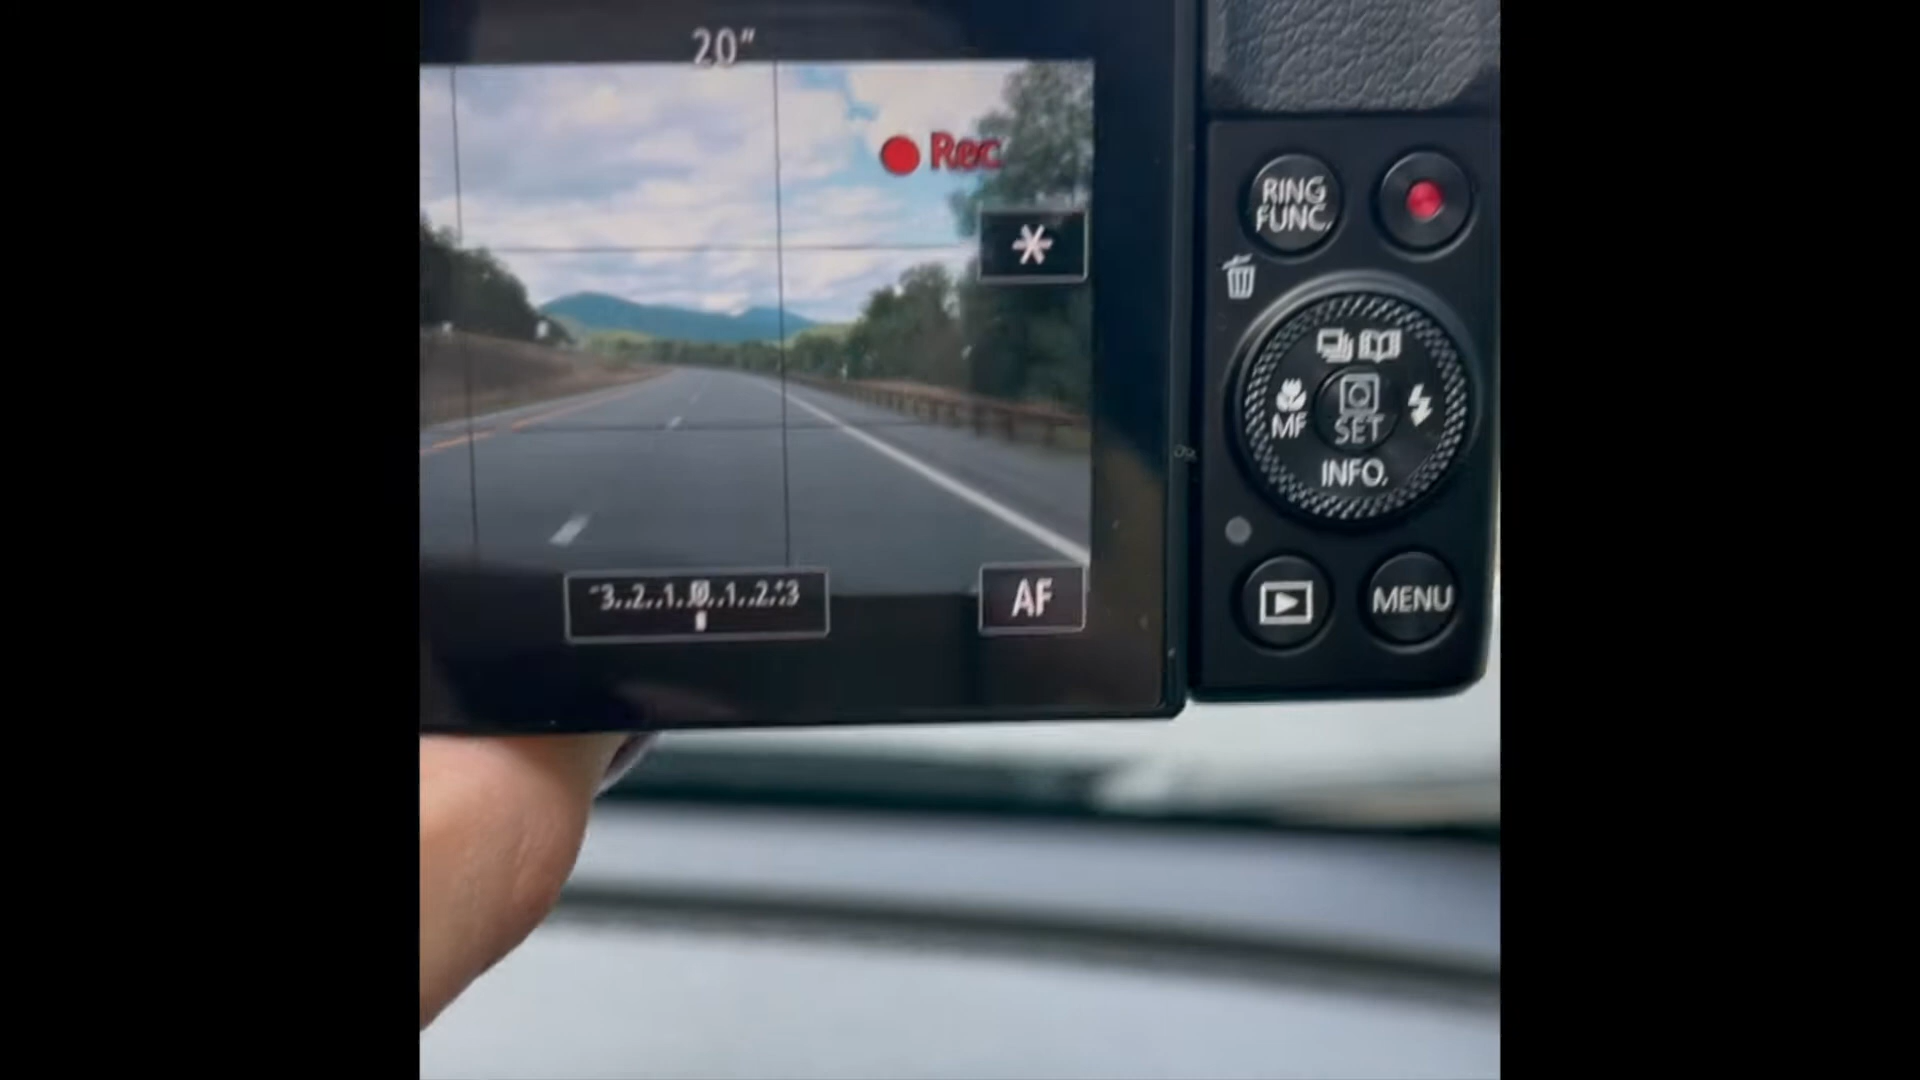 20"
Rec
RING
FUNC.
MF
SET
INFO.
-3..2..1..0..1..2.+3
AF
MENU